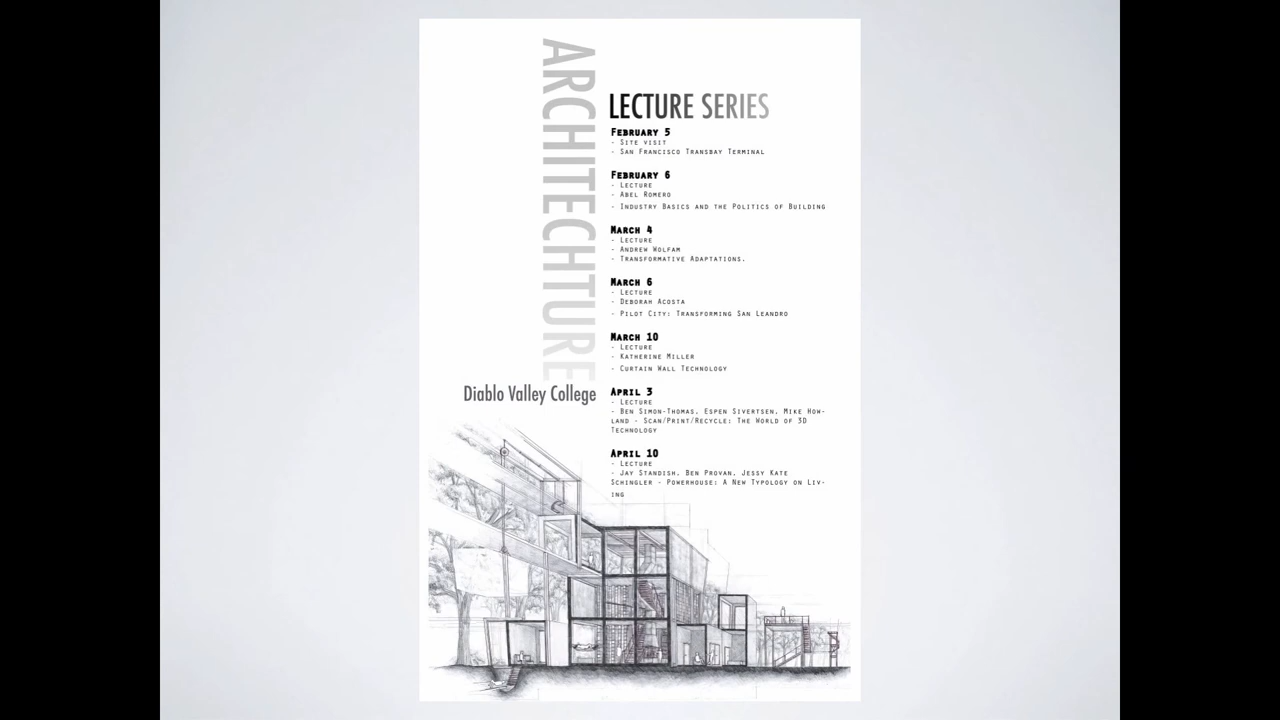 ARCHITECHTURE
LECTURE SERIES
February 5
- Site visit
- San Francisco Transbay Terminal
February 6
- Lecture
- Abel Romero
- Industry Basics and the Politics of Building
March 4
- Lecture
- Andrew Wolfam
- Transformative Adaptations.
March 6
- Lecture
- Deborah Acosta
- Pilot City: Transforming San Leandro
March 10
- Lecture
- Katherine Miller
- Curtain Wall Technology
Diablo Valley College
April 3
- Lecture
- Ben Simon-Thomas, Espen Sivertsen, Mike How-
land - Scan/Print/Recycle: The World of 3D
Technology
April 10
- Lecture
- Jay Standish, Ben Provan, Jessy Kate
Schingler - Powerhouse: A New Typology on Liv-
ing